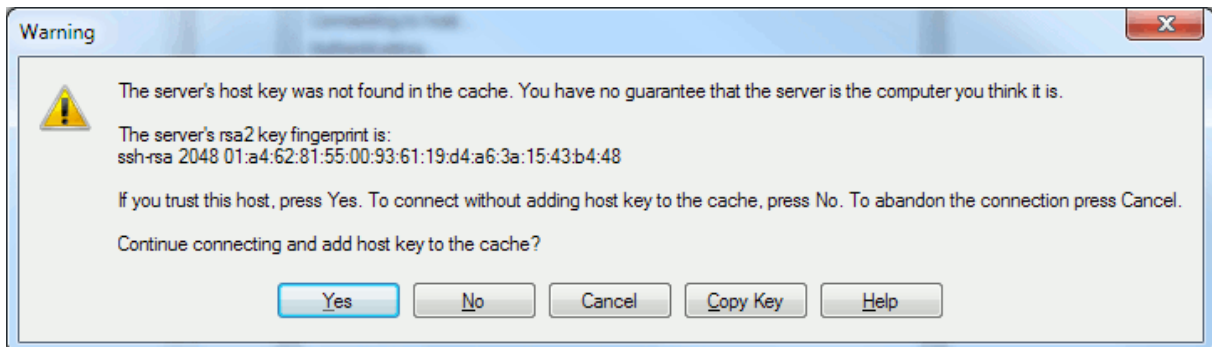 Connecting to host...
Authenticating...
Warning
The server's host key was not found in the cache. You have no guarantee that the server is the computer you think it is.
The server's rsa2 key fingerprint is:
ssh-rsa 2048 01:a4:62:81:55:00:93:61:19:d4:a6:3a:15:43:b4:48
If you trust this host, press Yes. To connect without adding host key to the cache, press No. To abandon the connection press Cancel.
Continue connecting and add host key to the cache?
Yes
No
Cancel
Copy Key
Help